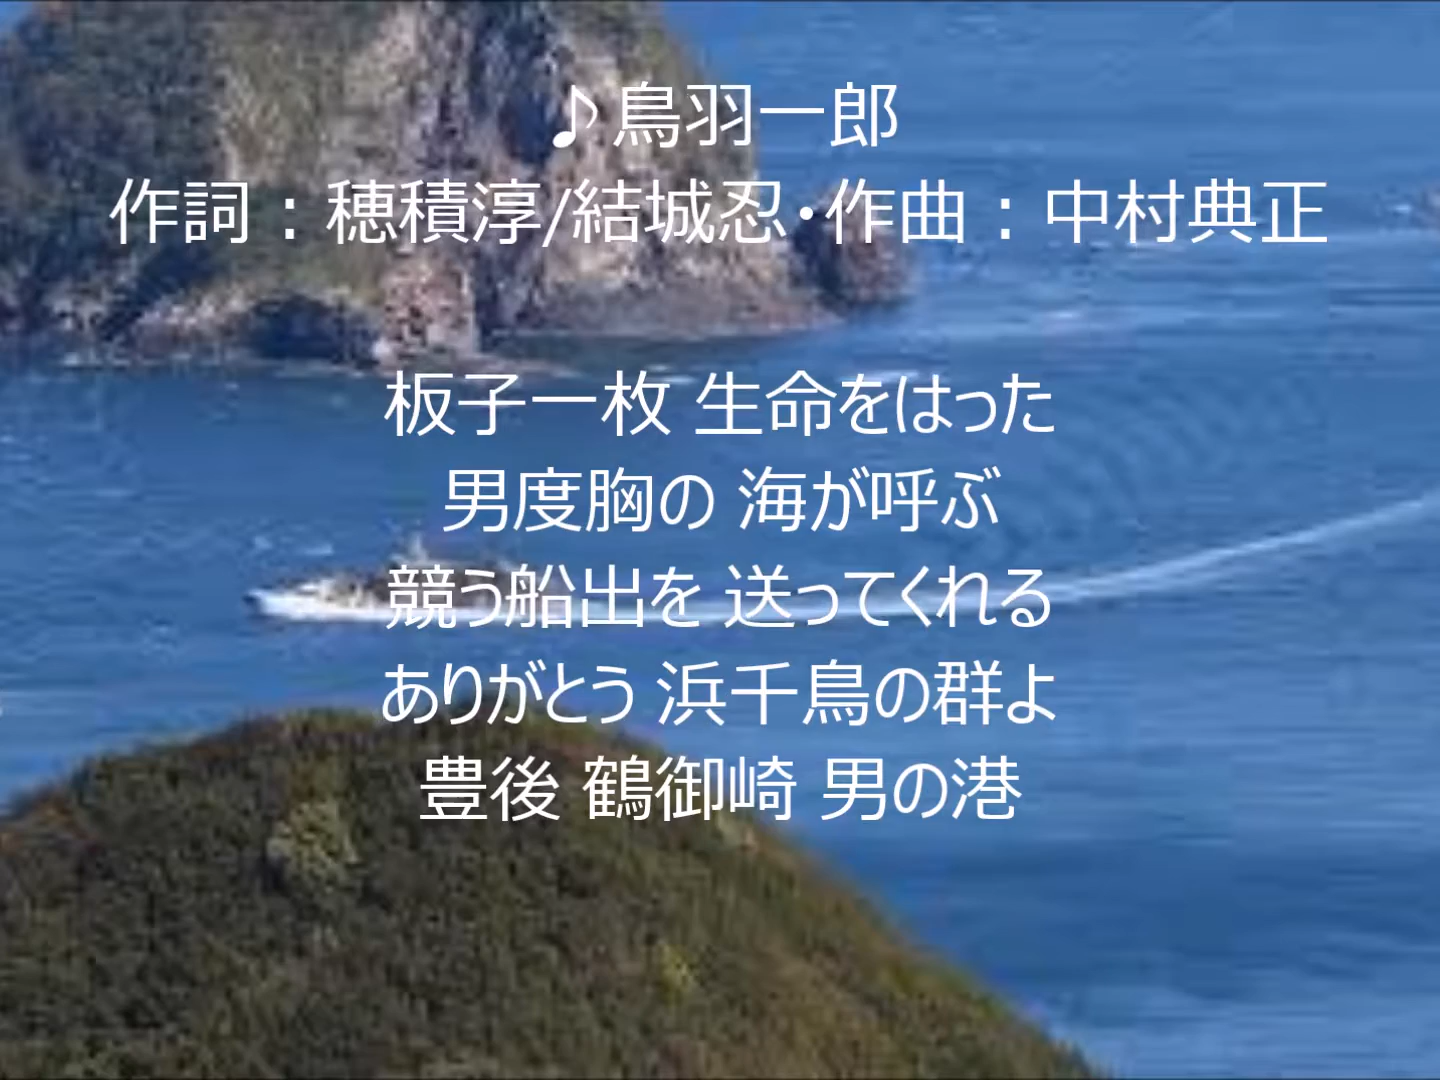 ♪鳥羽一郎
作詞：穂積淳/結城忍・作曲：中村典正
板子一枚 生命をはった
男度胸の 海が呼ぶ
競う船出を 送ってくれる
ありがとう 浜千鳥の群よ
豊後 鶴御崎 男の港